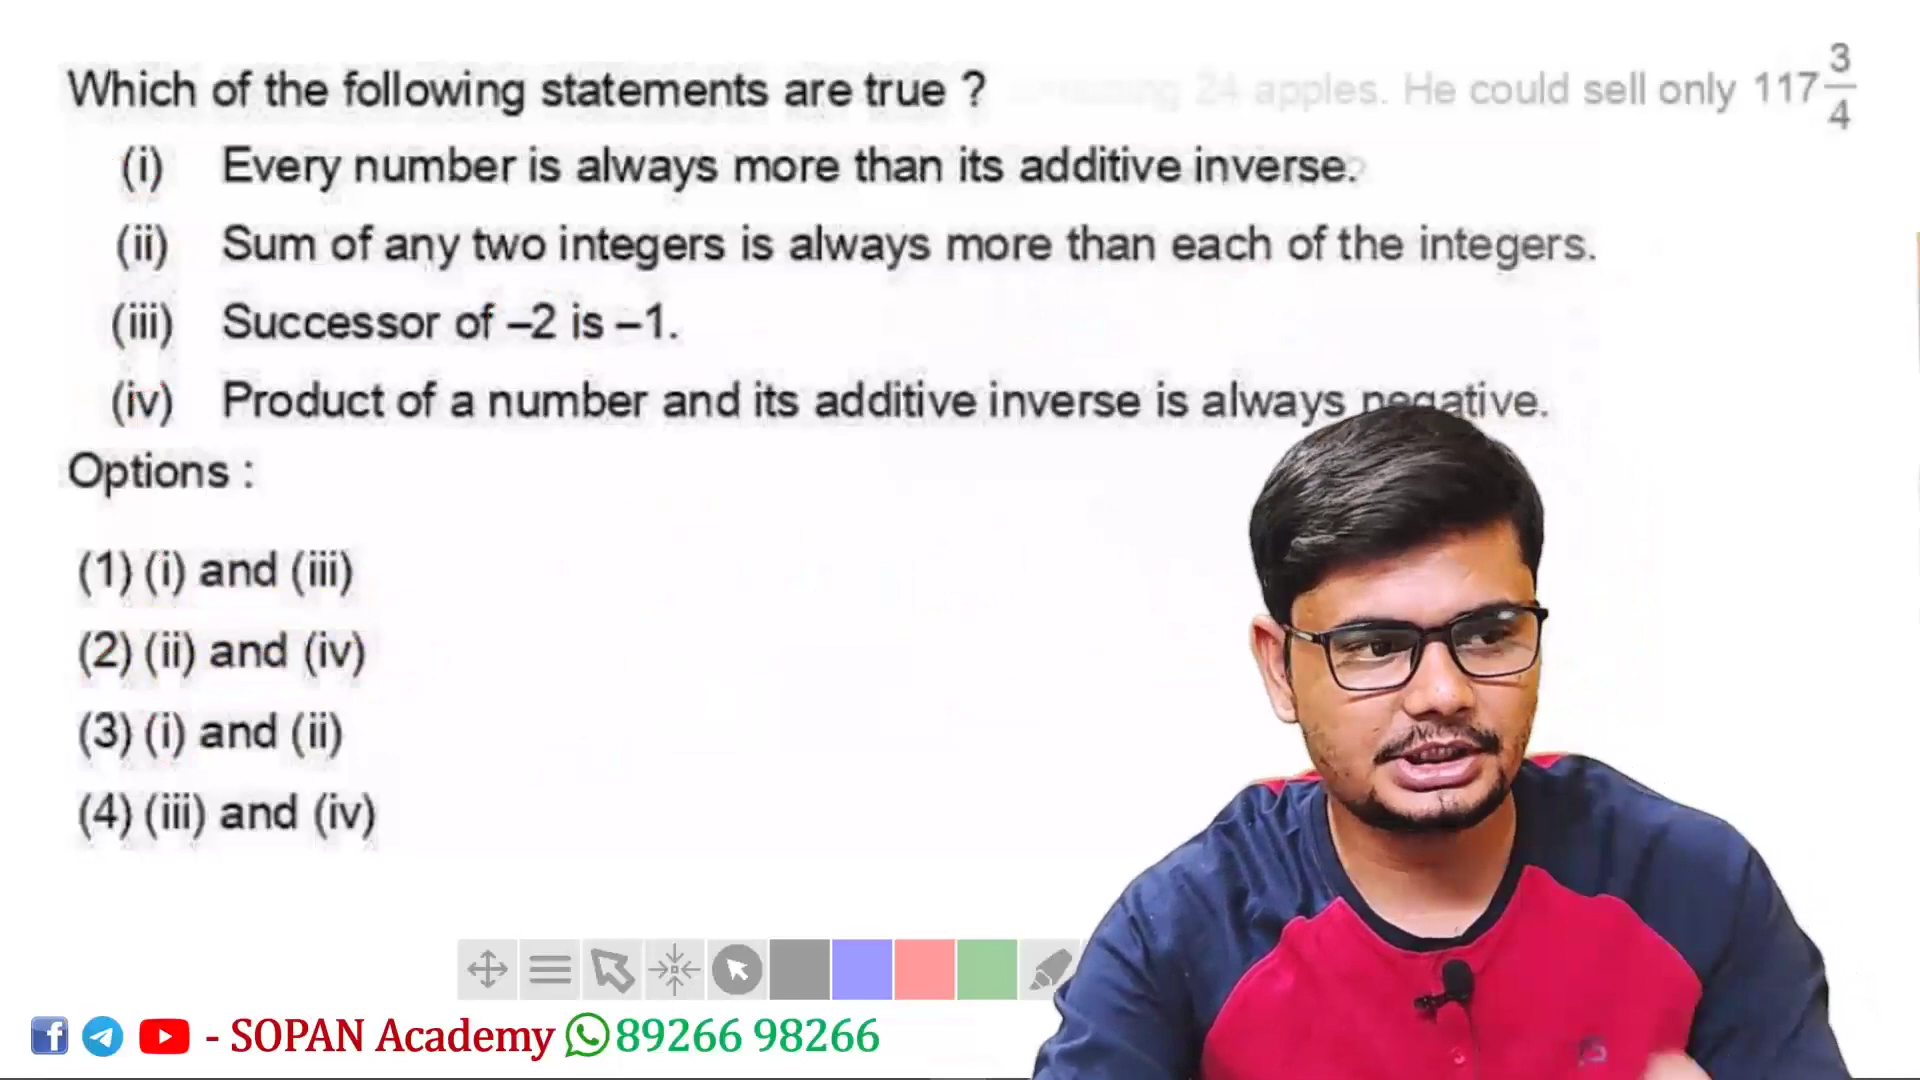 Which of the following statements are true ? 24 apples. He could sell only 117 3/4
(i) Every number is always more than its additive inverse.
(ii) Sum of any two integers is always more than each of the integers.
(iii) Successor of –2 is –1.
(iv) Product of a number and its additive inverse is always negative.
Options :
(1) (i) and (iii)
(2) (ii) and (iv)
(3) (i) and (ii)
(4) (iii) and (iv)
- SOPAN Academy 89266 98266